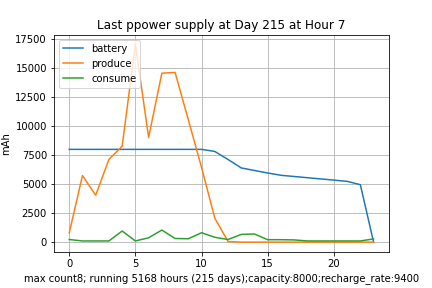 Last ppower supply at Day 215 at Hour 7
mAh
17500
15000
12500
10000
7500
5000
2500
0
battery
produce
consume
0
5
10
15
20
max count8; running 5168 hours (215 days);capacity:8000;recharge_rate:9400